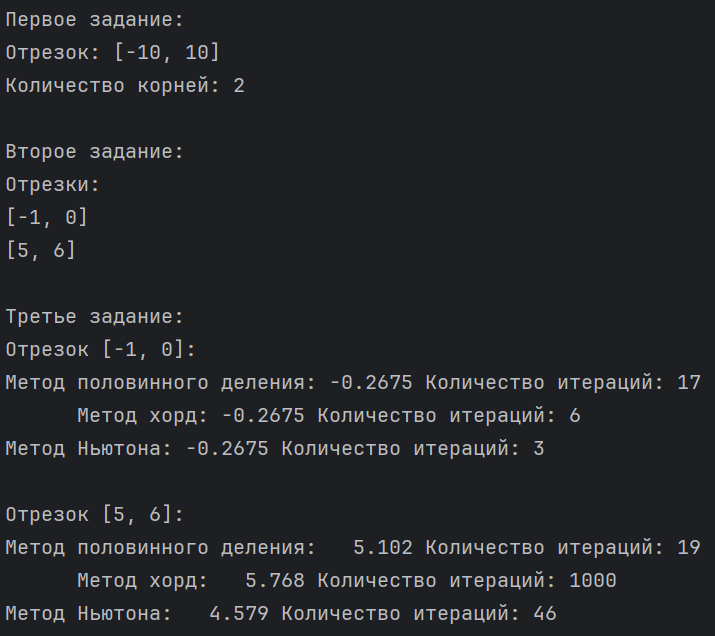 Первое задание:
Отрезок: [-10, 10]
Количество корней: 2
Второе задание:
Отрезки:
[-1, 0]
[5, 6]
Третье задание:
Отрезок [-1, 0]:
Метод половинного деления: -0.2675 Количество итераций: 17
Метод хорд: -0.2675 Количество итераций: 6
Метод Ньютона: -0.2675 Количество итераций: 3
Отрезок [5, 6]:
Метод половинного деления: 5.102 Количество итераций: 19
Метод хорд: 5.768 Количество итераций: 1000
Метод Ньютона: 4.579 Количество итераций: 46